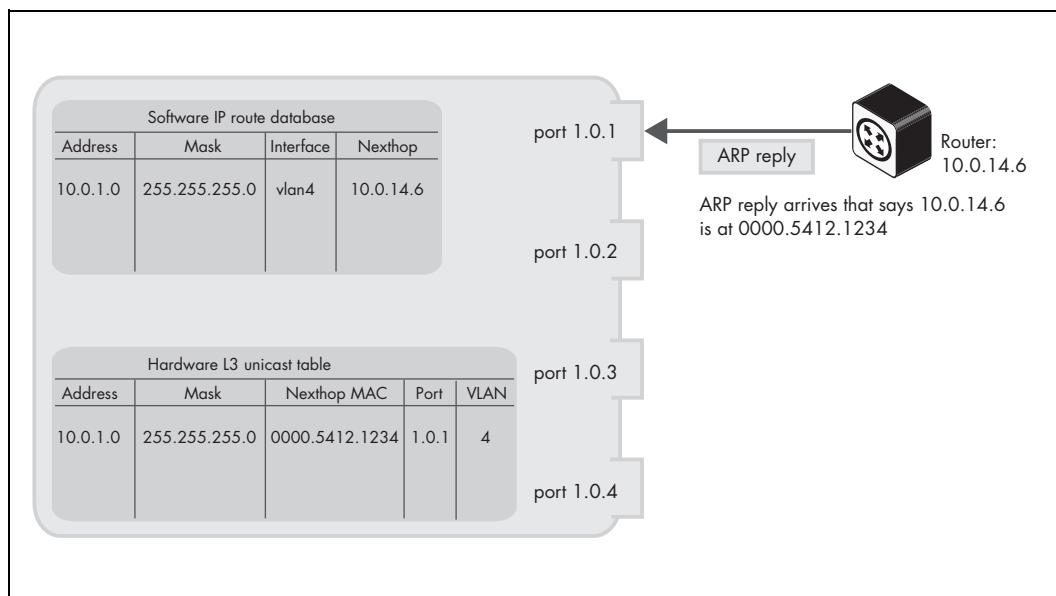 Software IP route database
Address Mask Interface Nexthop
10.0.1.0 255.255.255.0 vlan4 10.0.14.6
port 1.0.1
ARP reply
Router:
10.0.14.6
ARP reply arrives that says 10.0.14.6
is at 0000.5412.1234
port 1.0.2
Hardware L3 unicast table
Address Mask Nexthop MAC Port VLAN
10.0.1.0 255.255.255.0 0000.5412.1234 1.0.1 4
port 1.0.3
port 1.0.4